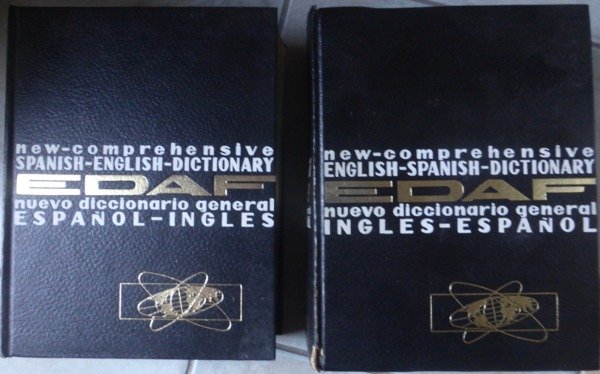 new-comprehensive
SPANISH-ENGLISH-DICTIONARY
EDAF
nuevo diccionario general
ESPAÑOL-INGLES
new-comprehensive
ENGLISH-SPANISH-DICTIONARY
EDAF
nuevo diccionario general
INGLES-ESPAÑOL